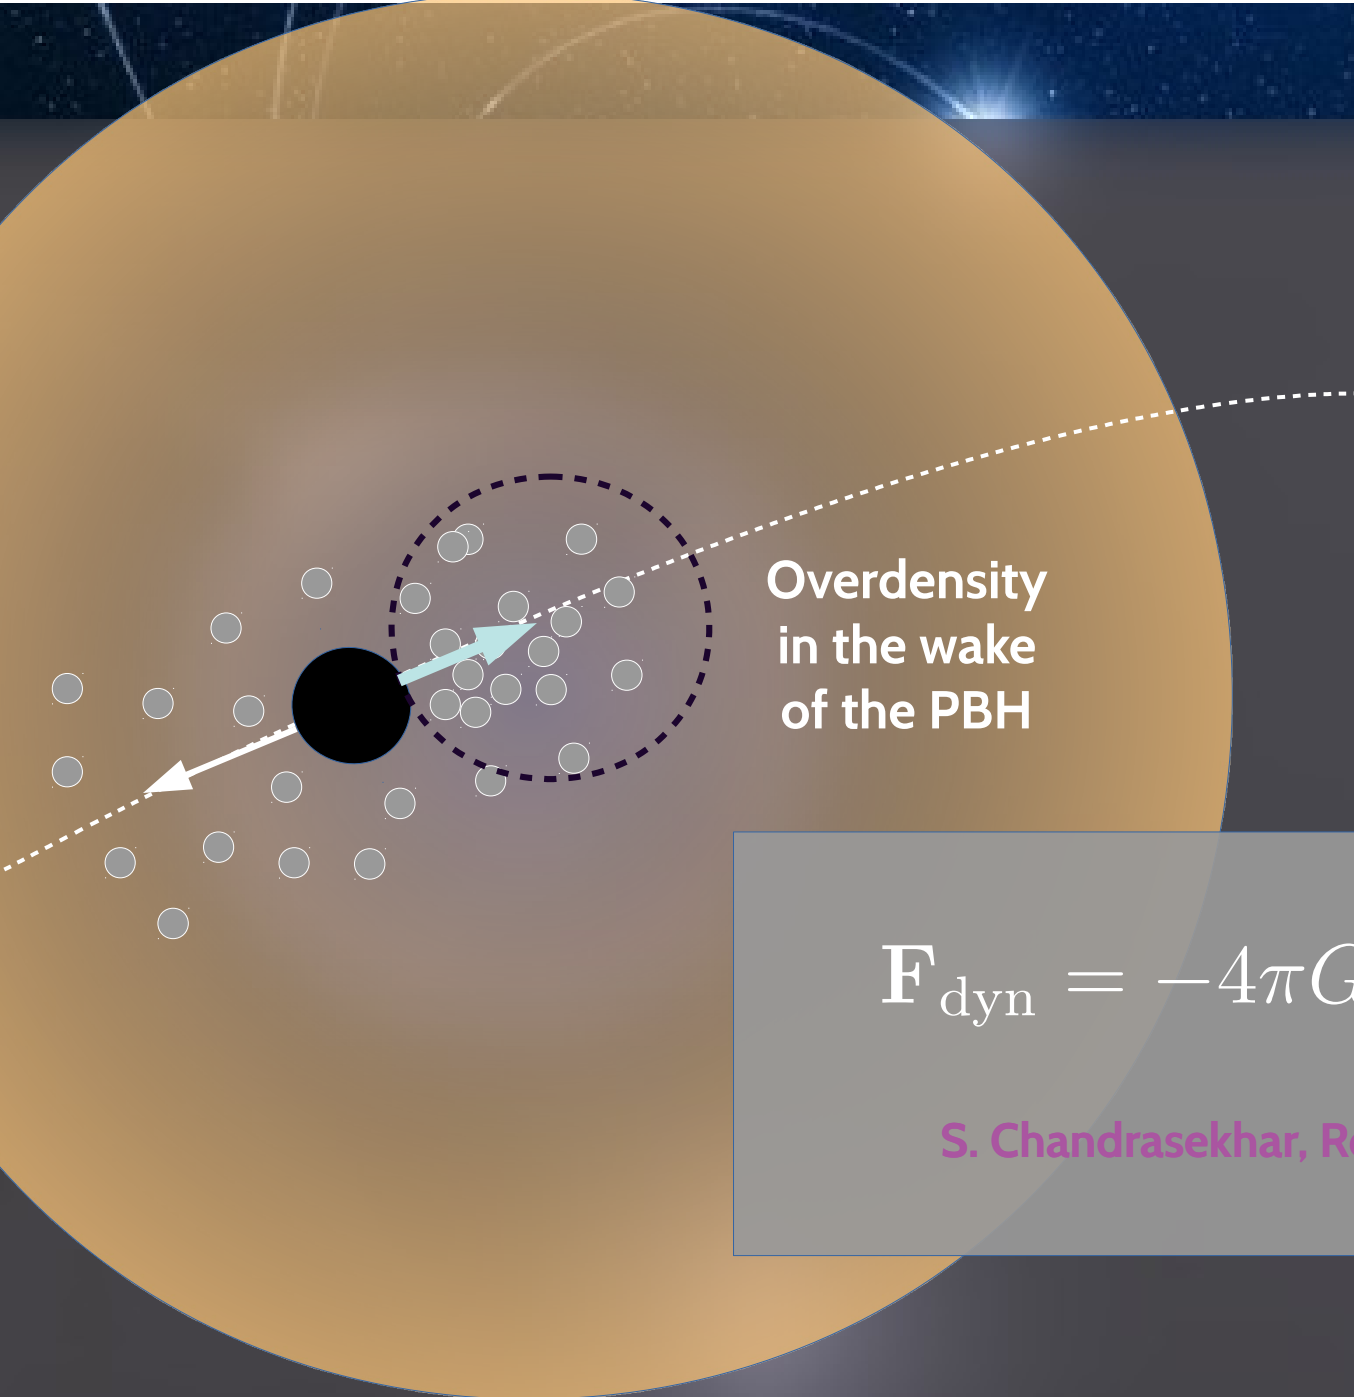 Overdensity
in the wake
of the PBH
𝐅_dyn = −4πG
S. Chandrasekhar,